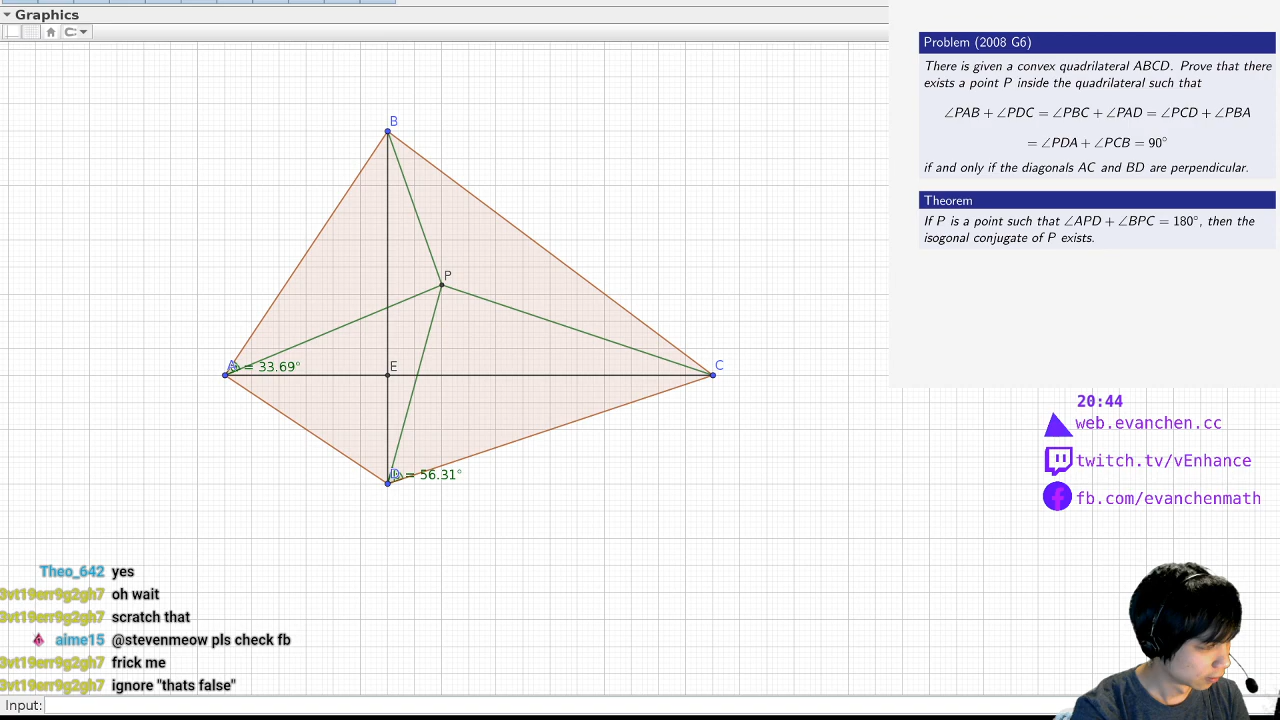 Graphics
Problem (2008 G6)
There is given a convex quadrilateral ABCD. Prove that there
exists a point P inside the quadrilateral such that
∠PAB + ∠PDC = ∠PBC + ∠PAD = ∠PCD + ∠PBA
= ∠PDA + ∠PCB = 90°
if and only if the diagonals AC and BD are perpendicular.
Theorem
If P is a point such that ∠APD + ∠BPC = 180°, then the
isogonal conjugate of P exists.
B
P
A
= 33.69°
E
C
= 56.31°
20:44
web.evanchen.cc
twitch.tv/vEnhance
fb.com/evanchenmath
Theo_642 yes
3vt19err9g2gh7 oh wait
3vt19err9g2gh7 scratch that
aime15 @stevenmeow pls check fb
3vt19err9g2gh7 frick me
3vt19err9g2gh7 ignore "thats false"
Input: